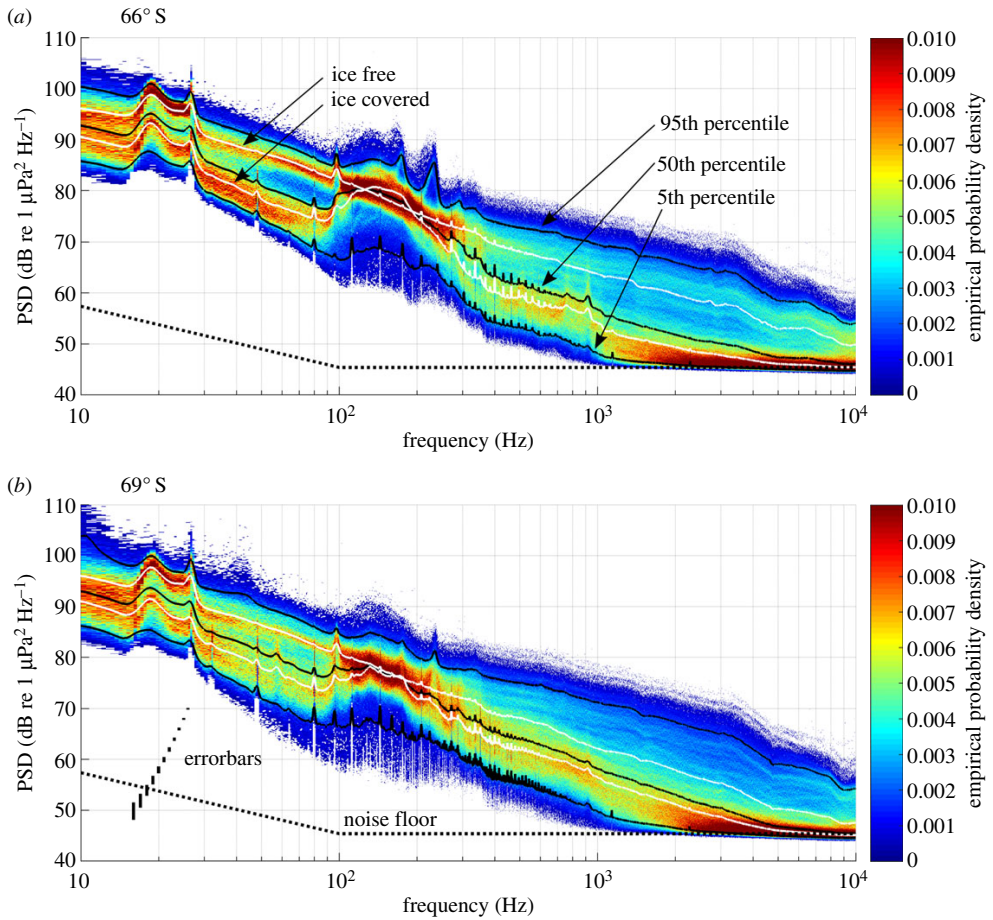 (a)
66° S
110
100
90
80
70
60
50
40
PSD (dB re 1 µPa² Hz⁻¹)
ice free
ice covered
95th percentile
50th percentile
5th percentile
10
10²
10³
10⁴
frequency (Hz)
0.010
0.009
0.008
0.007
0.006
0.005
0.004
0.003
0.002
0.001
0
empirical probability density
(b)
69° S
110
100
90
80
70
60
50
40
PSD (dB re 1 µPa² Hz⁻¹)
errorbars
noise floor
10
10²
10³
10⁴
frequency (Hz)
0.010
0.009
0.008
0.007
0.006
0.005
0.004
0.003
0.002
0.001
0
empirical probability density